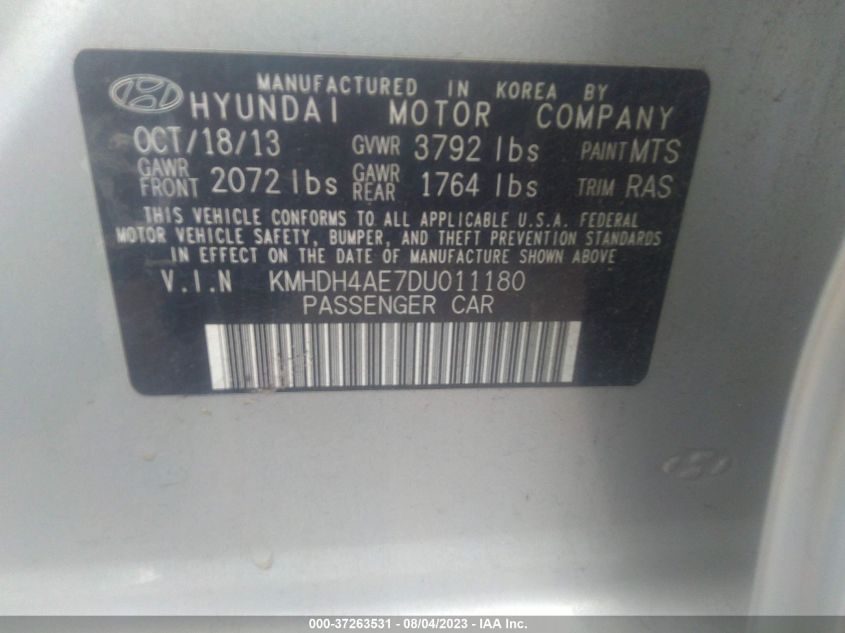 MANUFACTURED IN KOREA BY
HYUNDAI MOTOR COMPANY
OCT/18/13 GVWR 3792 lbs PAINT MTS
GAWR FRONT 2072 lbs GAWR REAR 1764 lbs TRIM RAS
THIS VEHICLE CONFORMS TO ALL APPLICABLE U.S.A. FEDERAL
MOTOR VEHICLE SAFETY, BUMPER, AND THEFT PREVENTION STANDARDS
IN EFFECT ON THE DATE OF MANUFACTURE SHOWN ABOVE
V.I.N KMHDH4AE7DU011180
PASSENGER CAR
000-37263531 - 08/04/2023 - IAA Inc.